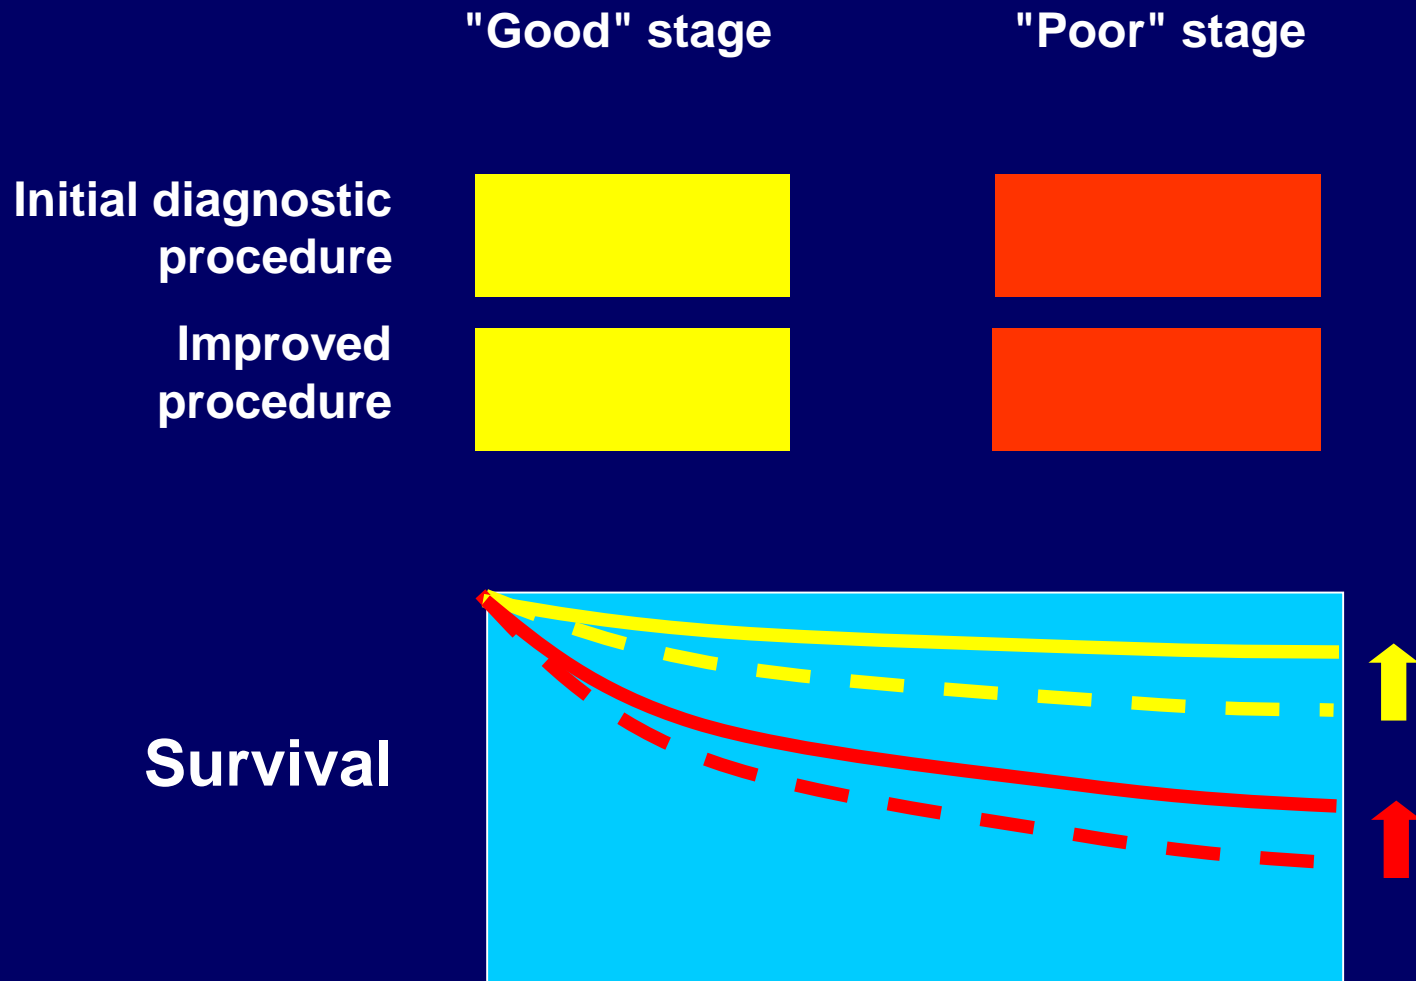 "Good" stage
"Poor" stage
Initial diagnostic
procedure
Improved
procedure
Survival